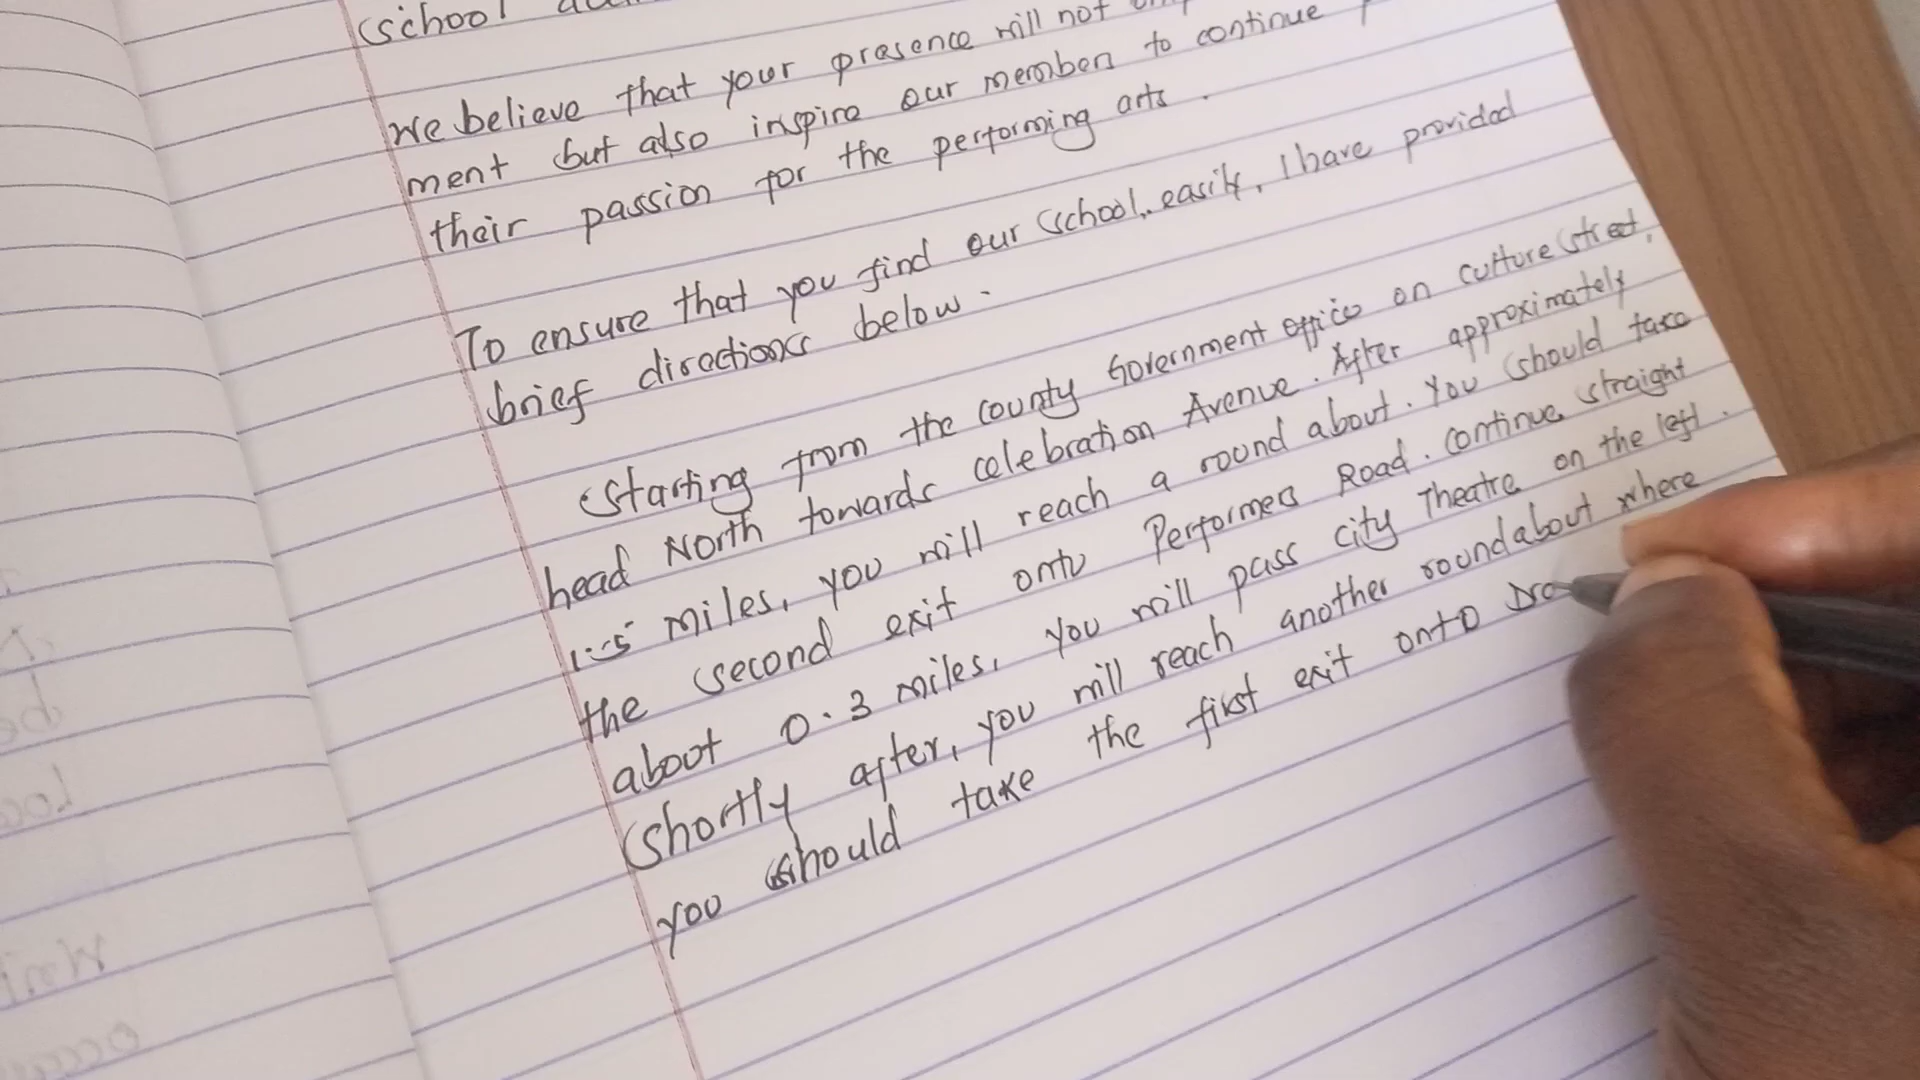 school
We believe that your presence will not
ment but also inspire our members to continue
their passion for the performing arts.
To ensure that you find our school, easily, I have provided
brief directions below.
Starting from the county Government office on culture street,
head North towards celebration Avenue. After approximately
1.5 miles, you will reach a round about. You should take
the second exit onto Performers Road. continue straight
about 0.3 miles, you will pass city Theatre on the left.
Shortly after, you will reach another roundabout where
you should take the first exit onto Dra